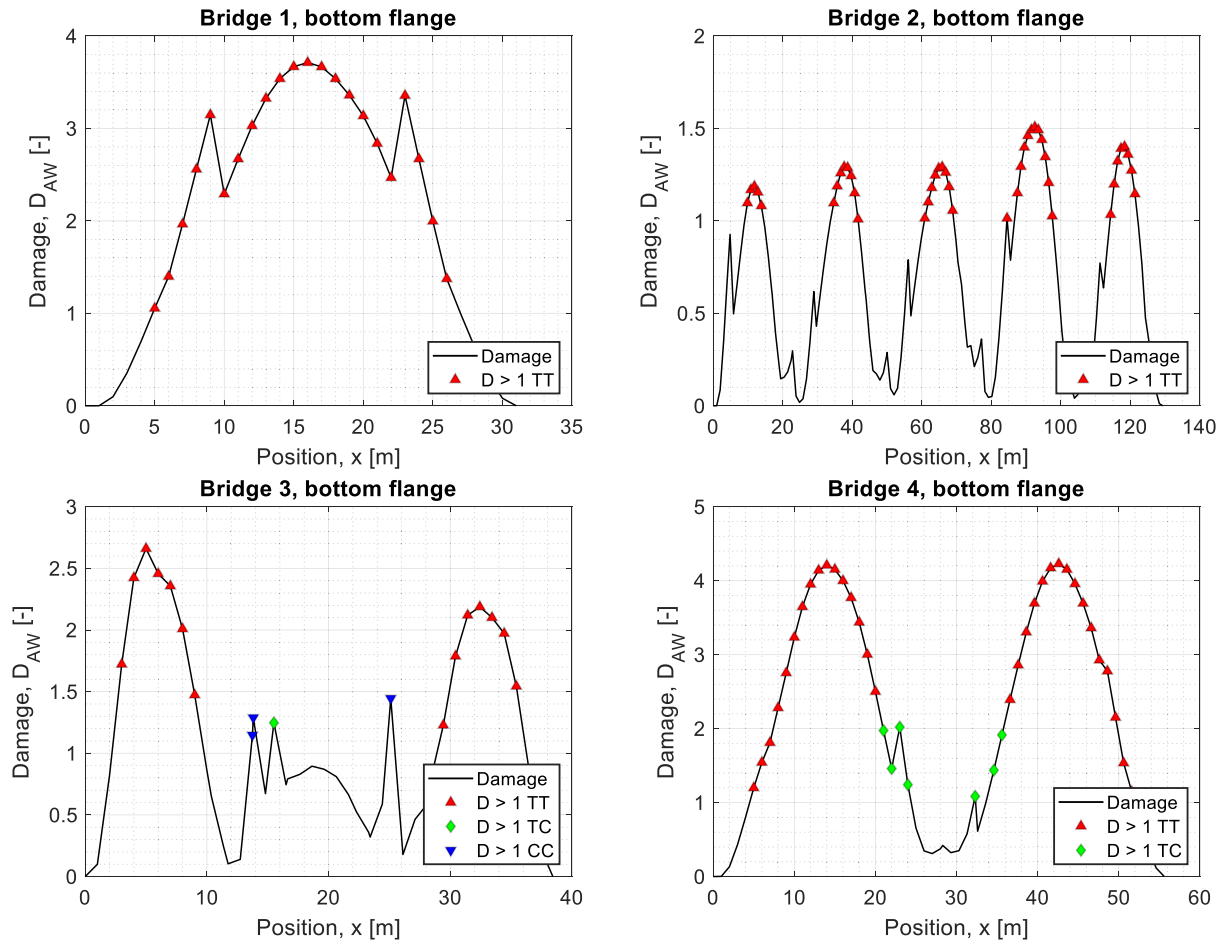 Bridge 1, bottom flange
4
3
2
1
0
Damage, D_AW [-]
Damage
D > 1 TT
0 5 10 15 20 25 30 35
Position, x [m]
Bridge 2, bottom flange
2
1.5
1
0.5
0
Damage, D_AW [-]
Damage
D > 1 TT
0 20 40 60 80 100 120 140
Position, x [m]
Bridge 3, bottom flange
3
2.5
2
1.5
1
0.5
0
Damage, D_AW [-]
Damage
D > 1 TT
D > 1 TC
D > 1 CC
0 10 20 30 40
Position, x [m]
Bridge 4, bottom flange
5
4
3
2
1
0
Damage, D_AW [-]
Damage
D > 1 TT
D > 1 TC
0 10 20 30 40 50 60
Position, x [m]